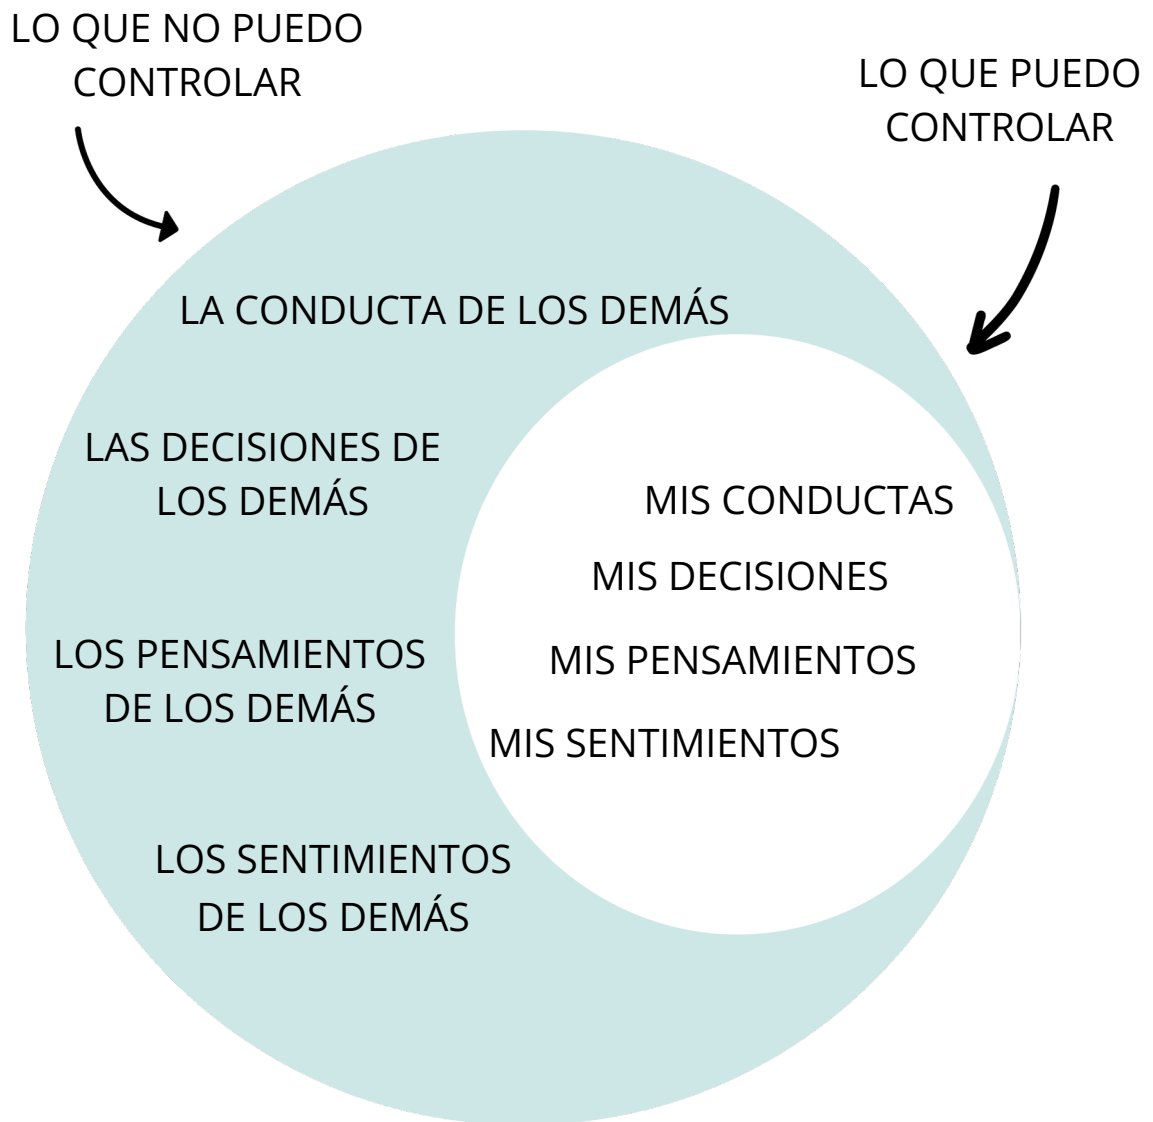 LO QUE NO PUEDO
CONTROLAR
LO QUE PUEDO
CONTROLAR
LA CONDUCTA DE LOS DEMÁS
LAS DECISIONES DE
LOS DEMÁS
LOS PENSAMIENTOS
DE LOS DEMÁS
LOS SENTIMIENTOS
DE LOS DEMÁS
MIS CONDUCTAS
MIS DECISIONES
MIS PENSAMIENTOS
MIS SENTIMIENTOS